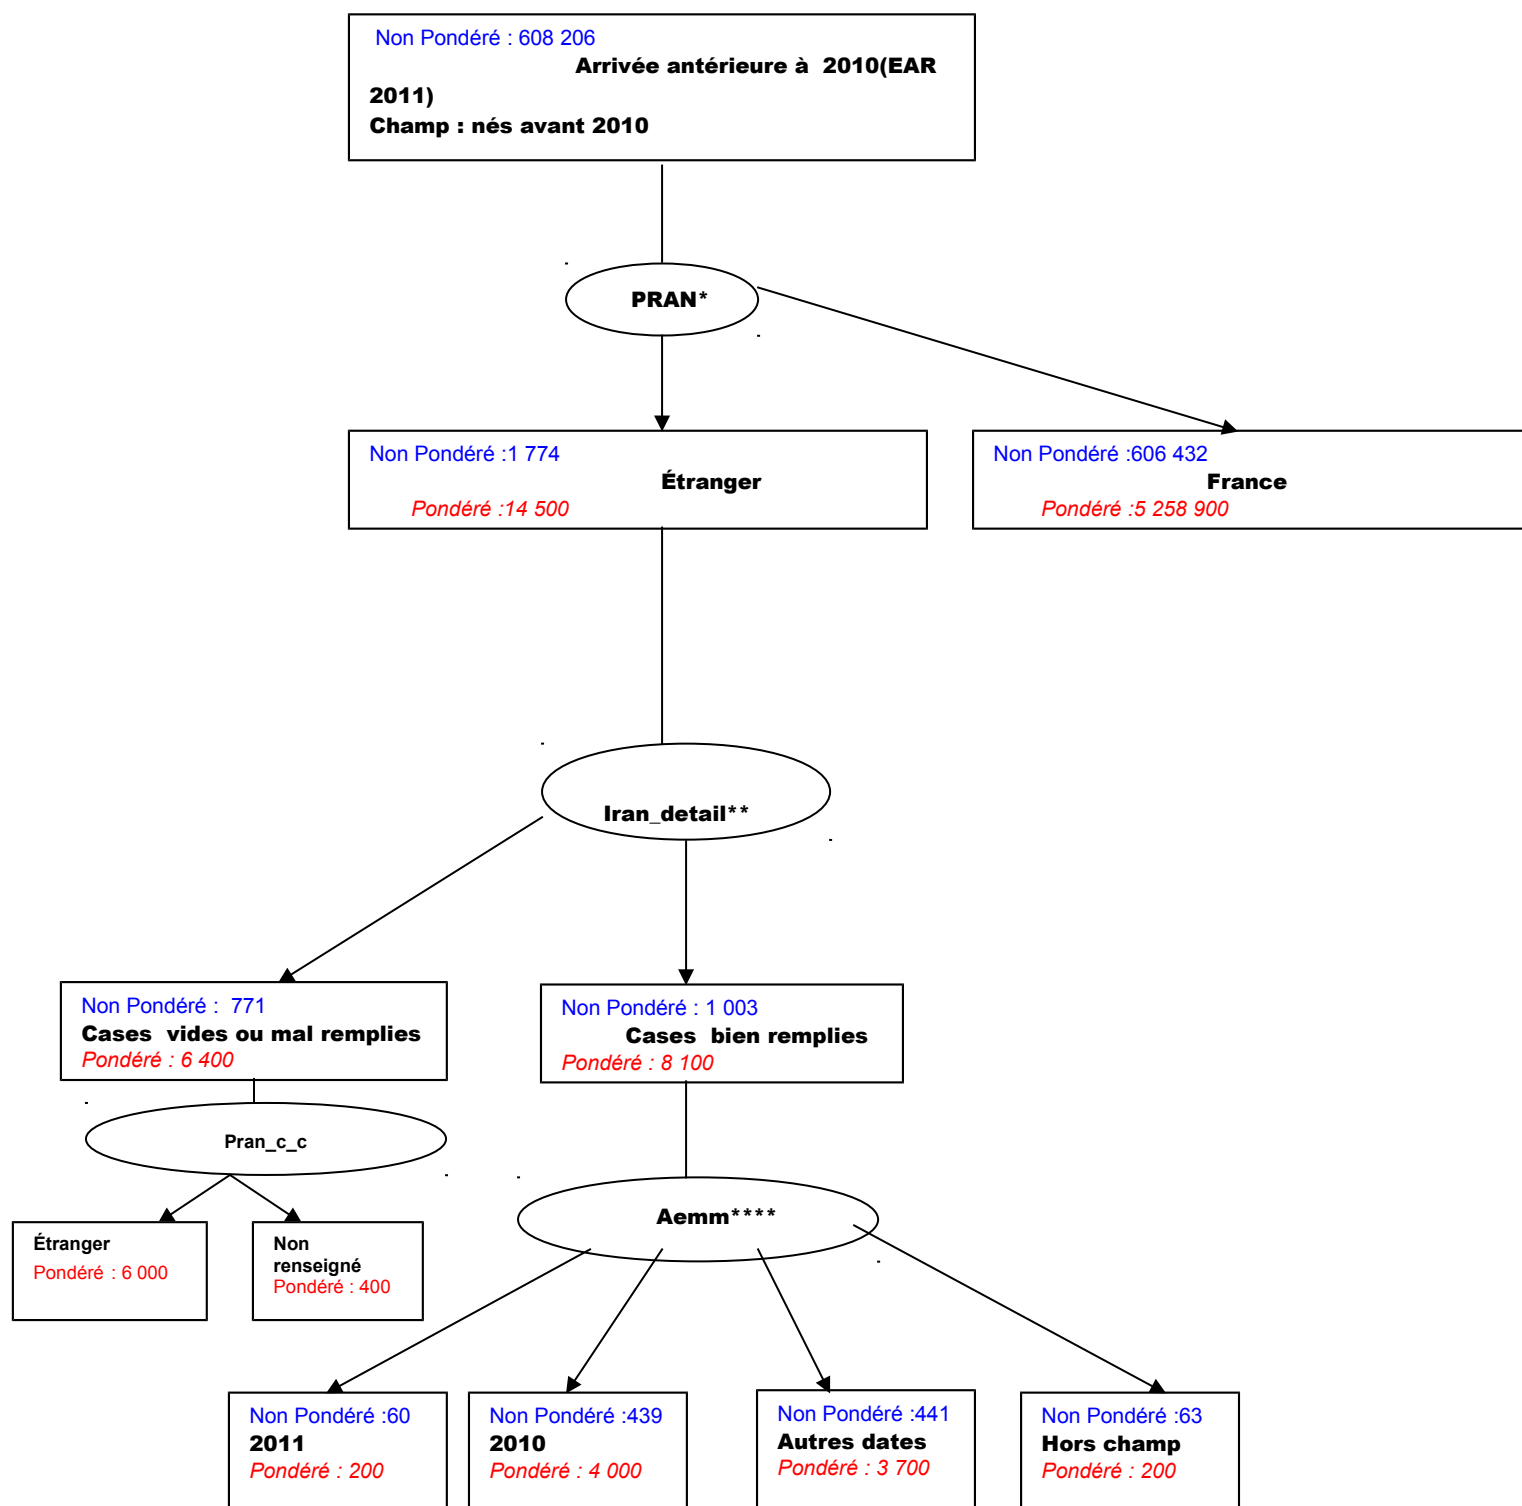 Non Pondéré : 608 206
Arrivée antérieure à 2010(EAR
2011)
Champ : nés avant 2010
PRAN*
Non Pondéré :1 774
Étranger
Pondéré :14 500
Non Pondéré :606 432
France
Pondéré :5 258 900
Iran_detail**
Non Pondéré : 771
Cases vides ou mal remplies
Pondéré : 6 400
Non Pondéré : 1 003
Cases bien remplies
Pondéré : 8 100
Pran_c_c
Étranger
Pondéré : 6 000
Non
renseigné
Pondéré : 400
Aemm****
Non Pondéré :60
2011
Pondéré : 200
Non Pondéré :439
2010
Pondéré : 4 000
Non Pondéré :441
Autres dates
Pondéré : 3 700
Non Pondéré :63
Hors champ
Pondéré : 200